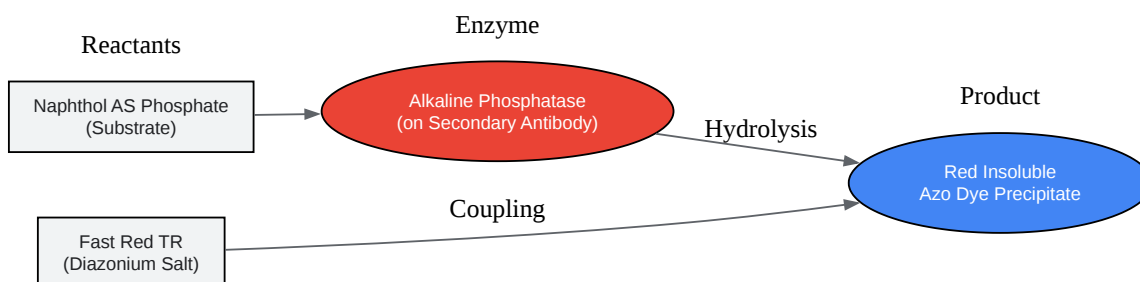 Reactants
Naphthol AS Phosphate
(Substrate)
Enzyme
Alkaline Phosphatase
(on Secondary Antibody)
Hydrolysis
Product
Red Insoluble
Azo Dye Precipitate
Coupling
Fast Red TR
(Diazonium Salt)